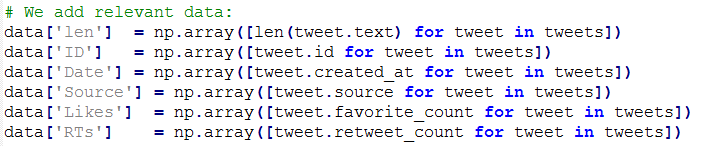 # We add relevant data:
data['len']  = np.array([len(tweet.text) for tweet in tweets])
data['ID']   = np.array([tweet.id for tweet in tweets])
data['Date'] = np.array([tweet.created_at for tweet in tweets])
data['Source'] = np.array([tweet.source for tweet in tweets])
data['Likes']  = np.array([tweet.favorite_count for tweet in tweets])
data['RTs']    = np.array([tweet.retweet_count for tweet in tweets])